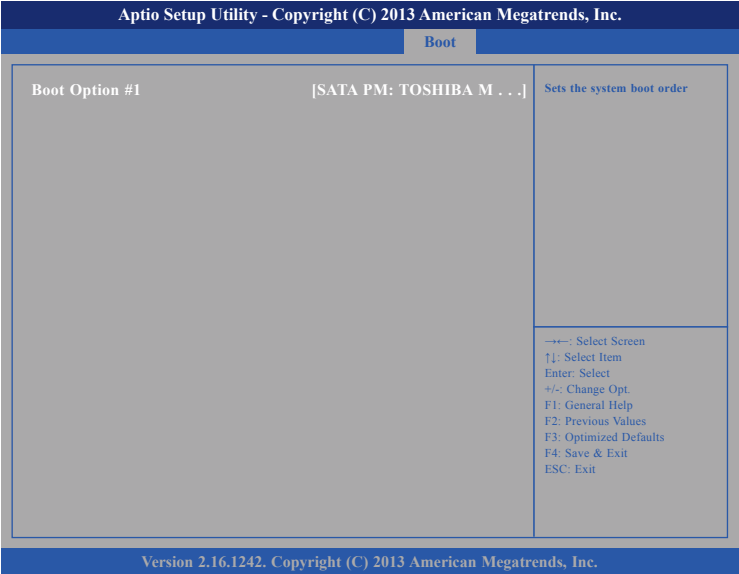 Aptio Setup Utility - Copyright (C) 2013 American Megatrends, Inc.
Boot
Boot Option #1 [SATA PM: TOSHIBA M . . .]
Sets the system boot order
→←: Select Screen
↑↓: Select Item
Enter: Select
+/-: Change Opt.
F1: General Help
F2: Previous Values
F3: Optimized Defaults
F4: Save & Exit
ESC: Exit
Version 2.16.1242. Copyright (C) 2013 American Megatrends, Inc.